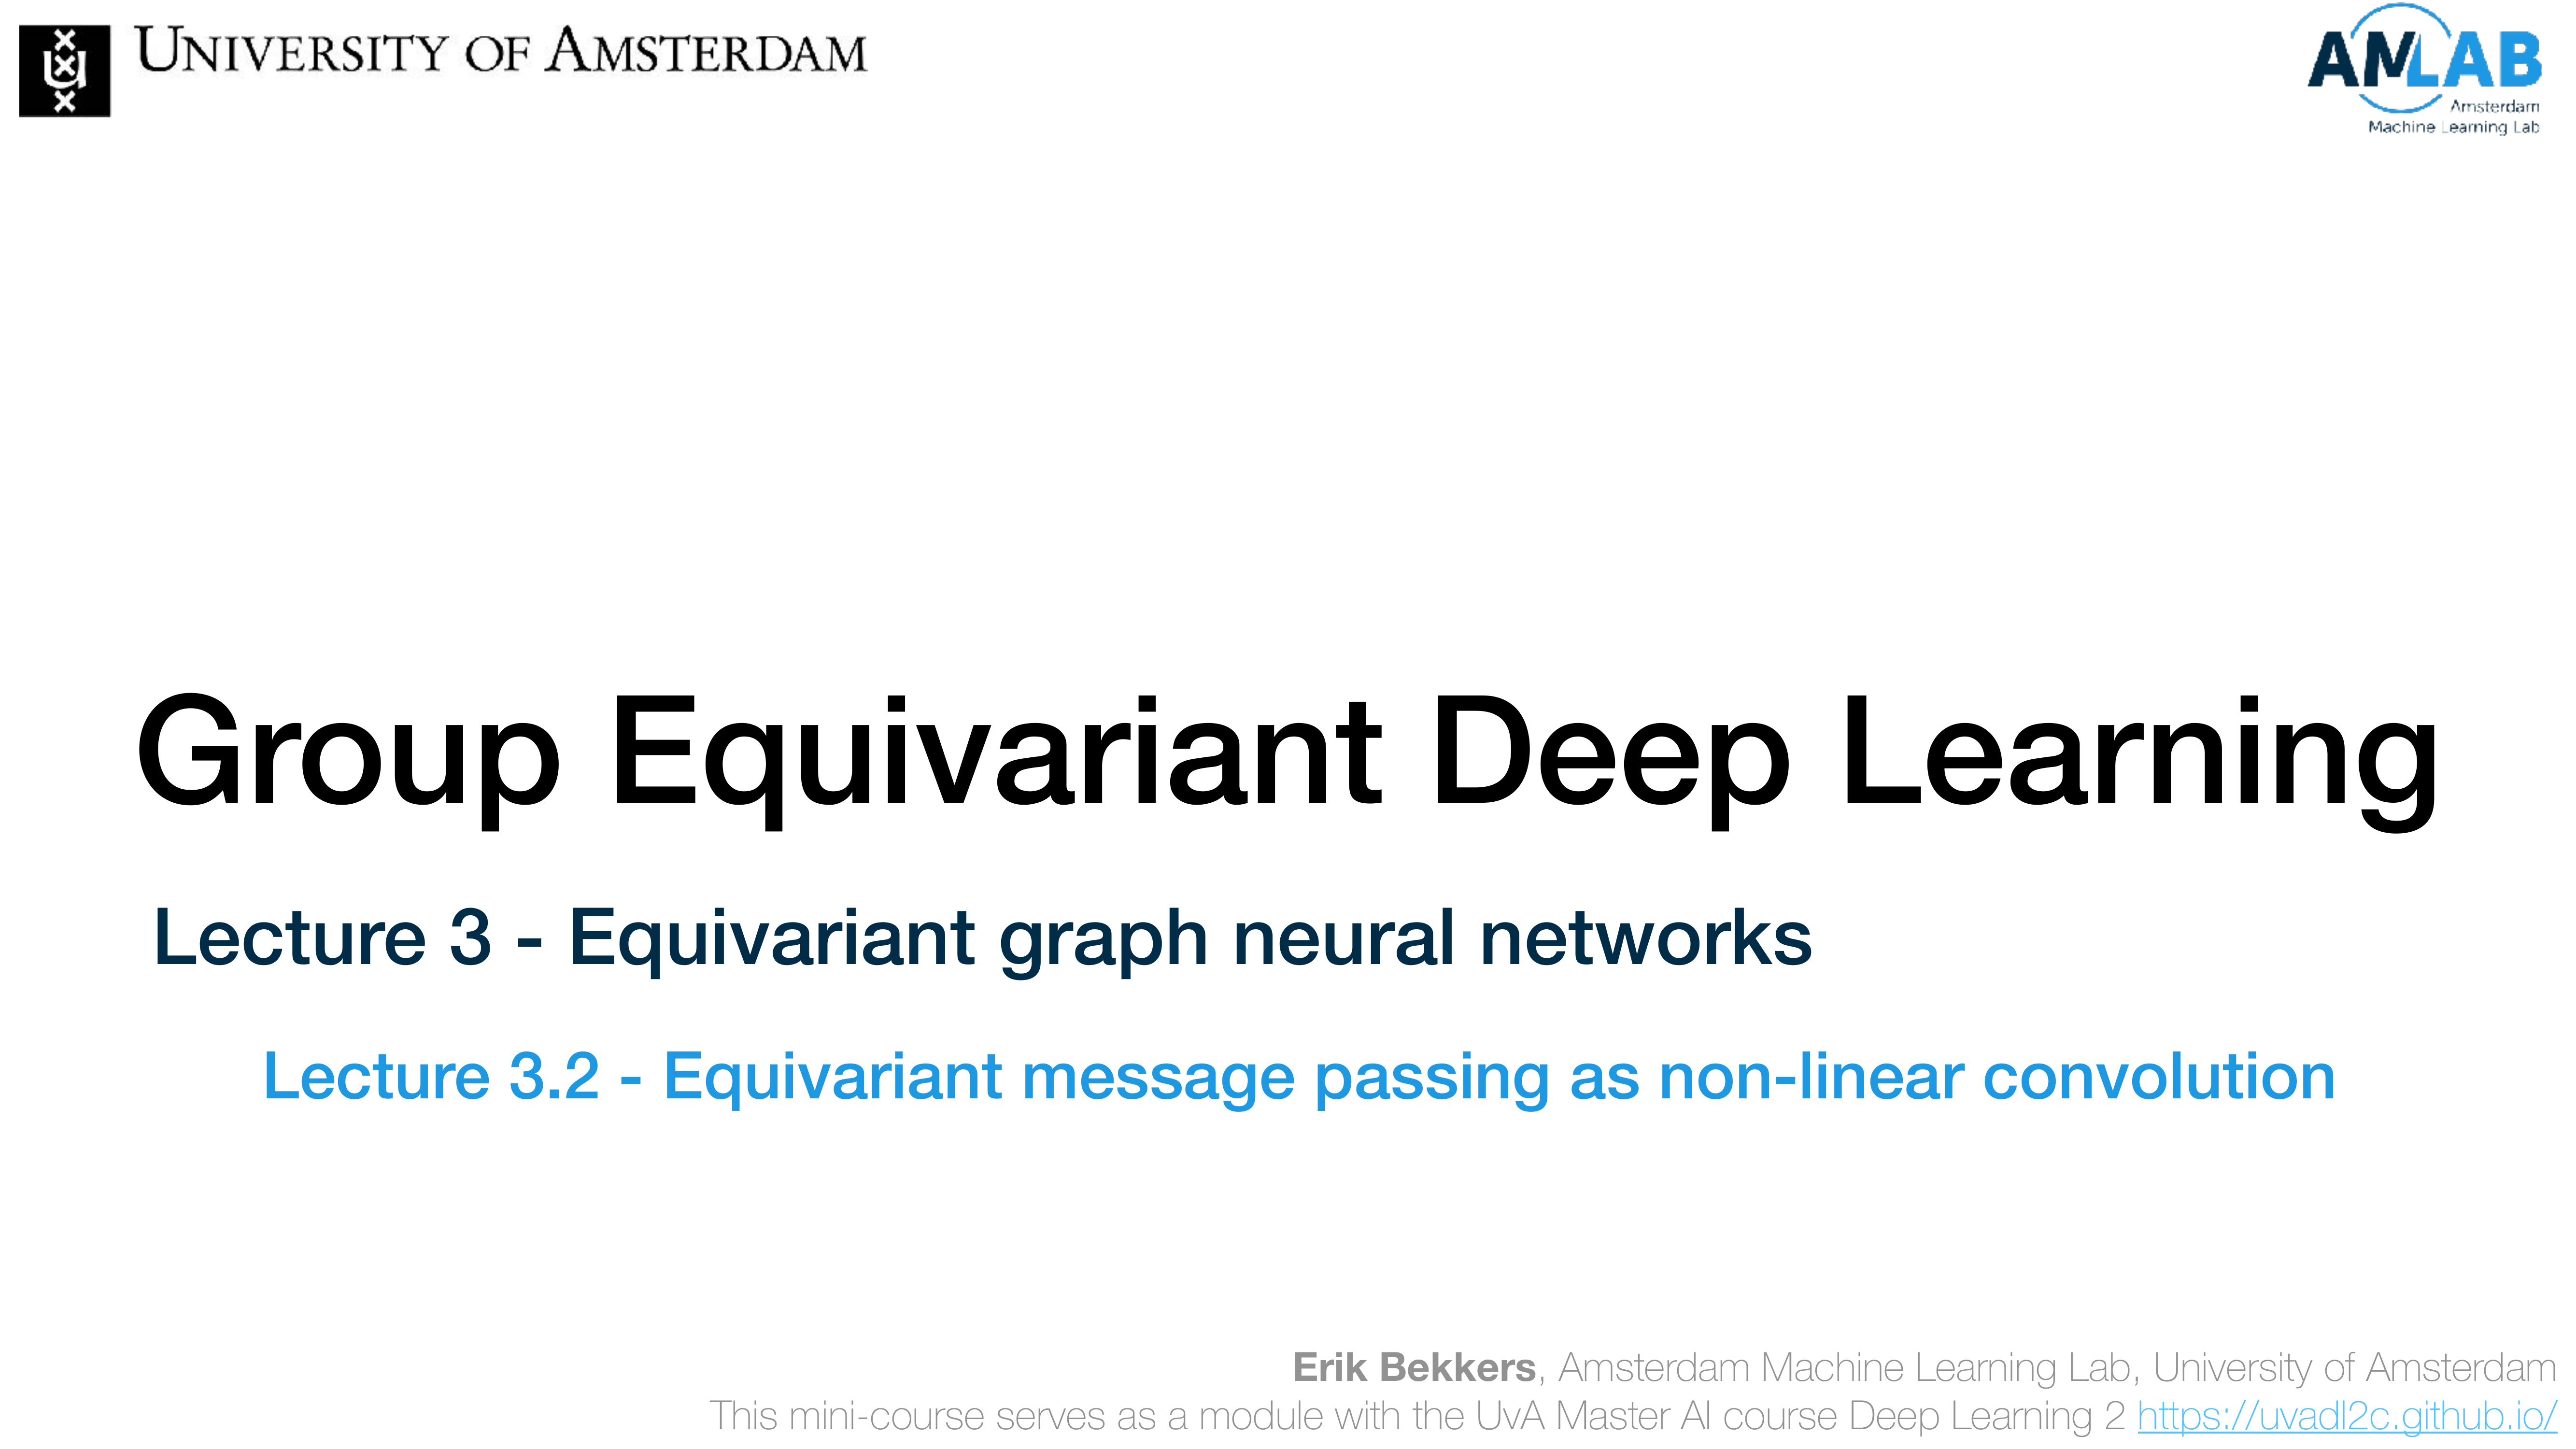 UNIVERSITY OF AMSTERDAM
AMLAB
Amsterdam
Machine Learning Lab
Group Equivariant Deep Learning
Lecture 3 - Equivariant graph neural networks
Lecture 3.2 - Equivariant message passing as non-linear convolution
Erik Bekkers, Amsterdam Machine Learning Lab, University of Amsterdam
This mini-course serves as a module with the UvA Master AI course Deep Learning 2 https://uvadl2c.github.io/